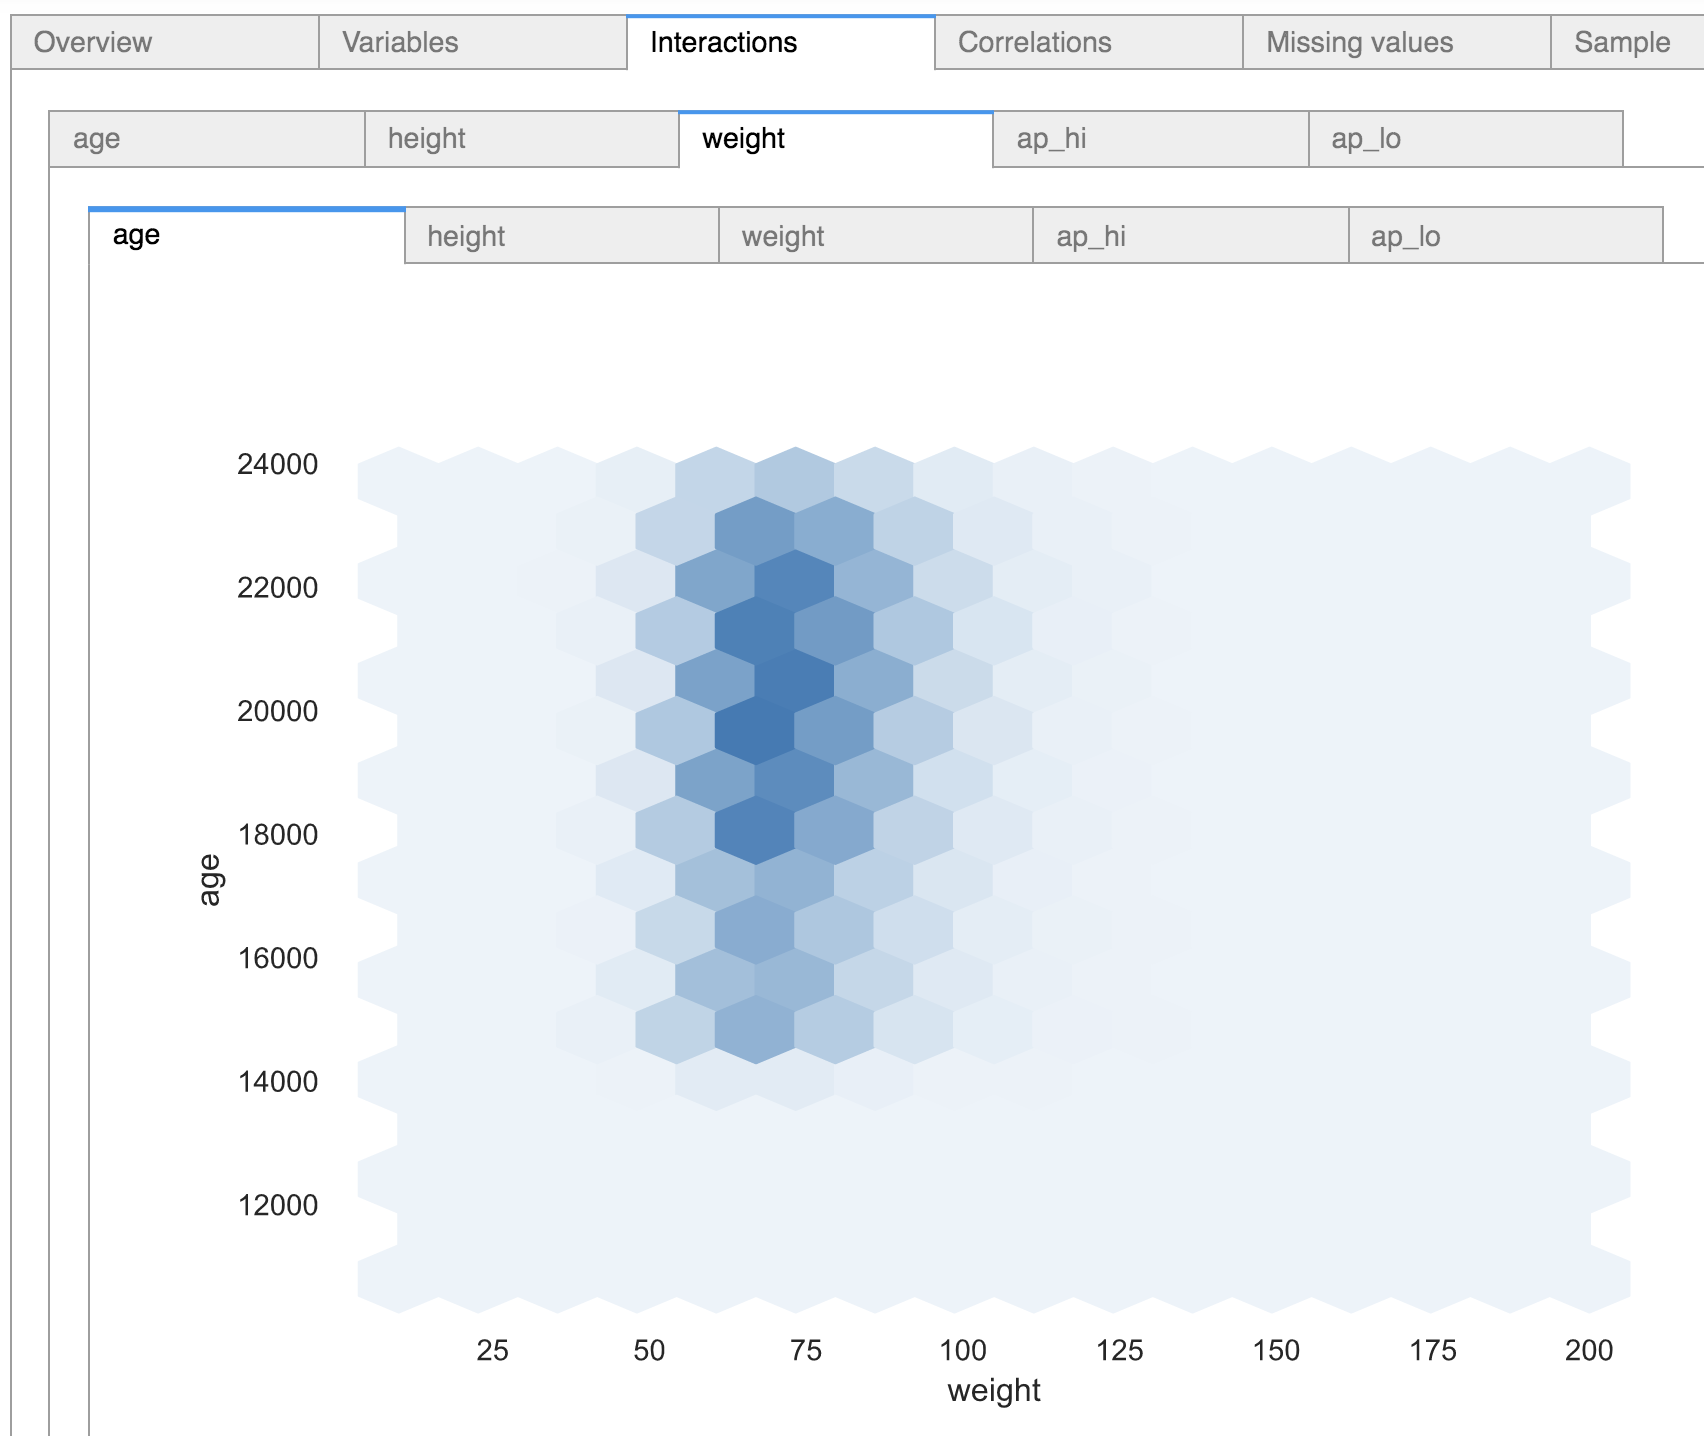 Overview Variables Interactions Correlations Missing values Sample
age height weight ap_hi ap_lo
age height weight ap_hi ap_lo
24000
22000
20000
18000
age
16000
14000
12000
25 50 75 100 125 150 175 200
weight